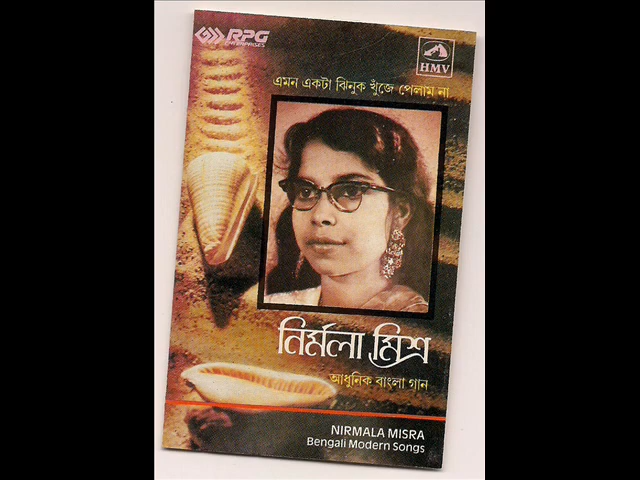 RPG
ENTERPRISES
HMV
এমন একটা ঝিনুক খুঁজে পেলাম না
নির্মলা মিশ্র
আধুনিক বাংলা গান
NIRMALA MISRA
Bengali Modern Songs